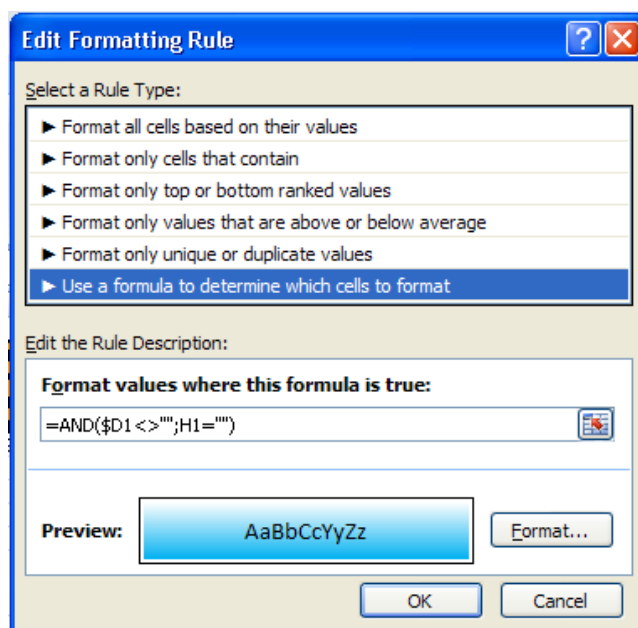 Edit Formatting Rule
Select a Rule Type:
► Format all cells based on their values
► Format only cells that contain
► Format only top or bottom ranked values
► Format only values that are above or below average
► Format only unique or duplicate values
► Use a formula to determine which cells to format
Edit the Rule Description:
Format values where this formula is true:
=AND($D1<>"";H1="")
Preview:
AaBbCcYyZz
Format...
OK
Cancel